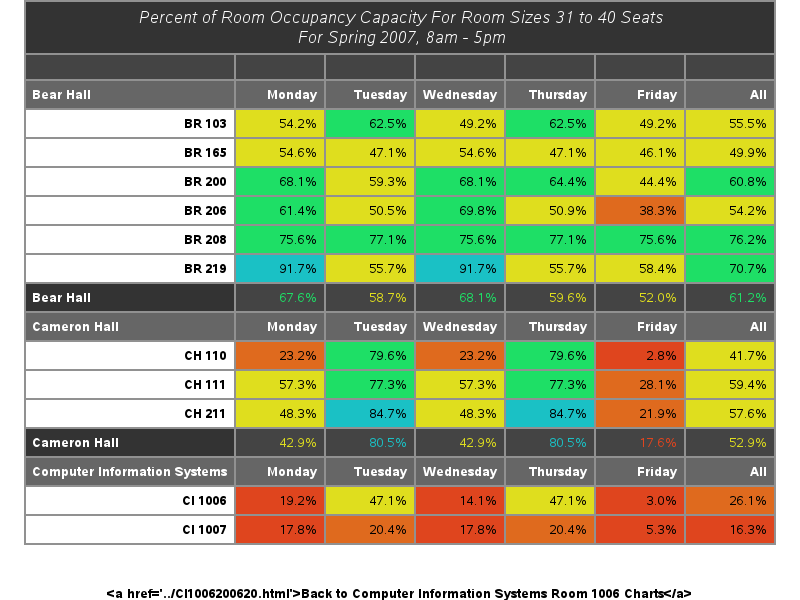 Percent of Room Occupancy Capacity For Room Sizes 31 to 40 Seats
For Spring 2007, 8am - 5pm
Bear Hall Monday Tuesday Wednesday Thursday Friday All
BR 103 54.2% 62.5% 49.2% 62.5% 49.2% 55.5%
BR 165 54.6% 47.1% 54.6% 47.1% 46.1% 49.9%
BR 200 68.1% 59.3% 68.1% 64.4% 44.4% 60.8%
BR 206 61.4% 50.5% 69.8% 50.9% 38.3% 54.2%
BR 208 75.6% 77.1% 75.6% 77.1% 75.6% 76.2%
BR 219 91.7% 55.7% 91.7% 55.7% 58.4% 70.7%
Bear Hall 67.6% 58.7% 68.1% 59.6% 52.0% 61.2%
Cameron Hall Monday Tuesday Wednesday Thursday Friday All
CH 110 23.2% 79.6% 23.2% 79.6% 2.8% 41.7%
CH 111 57.3% 77.3% 57.3% 77.3% 28.1% 59.4%
CH 211 48.3% 84.7% 48.3% 84.7% 21.9% 57.6%
Cameron Hall 42.9% 80.5% 42.9% 80.5% 17.6% 52.9%
Computer Information Systems Monday Tuesday Wednesday Thursday Friday All
CI 1006 19.2% 47.1% 14.1% 47.1% 3.0% 26.1%
CI 1007 17.8% 20.4% 17.8% 20.4% 5.3% 16.3%
<a href='../CI1006200620.html'>Back to Computer Information Systems Room 1006 Charts</a>